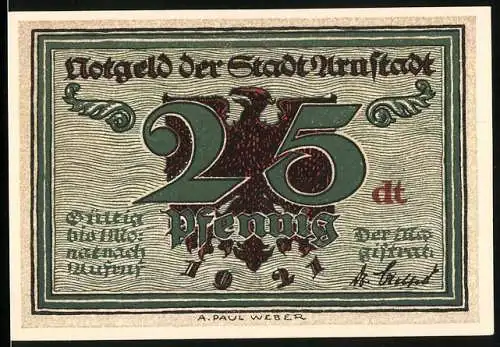 Notgeld der Stadt Arnstadt
25
dt
Pfennig
Gültig
bis 1 Mo-
nat nach
Aufruf
Der Ma-
gistrat
1921
A. PAUL WEBER